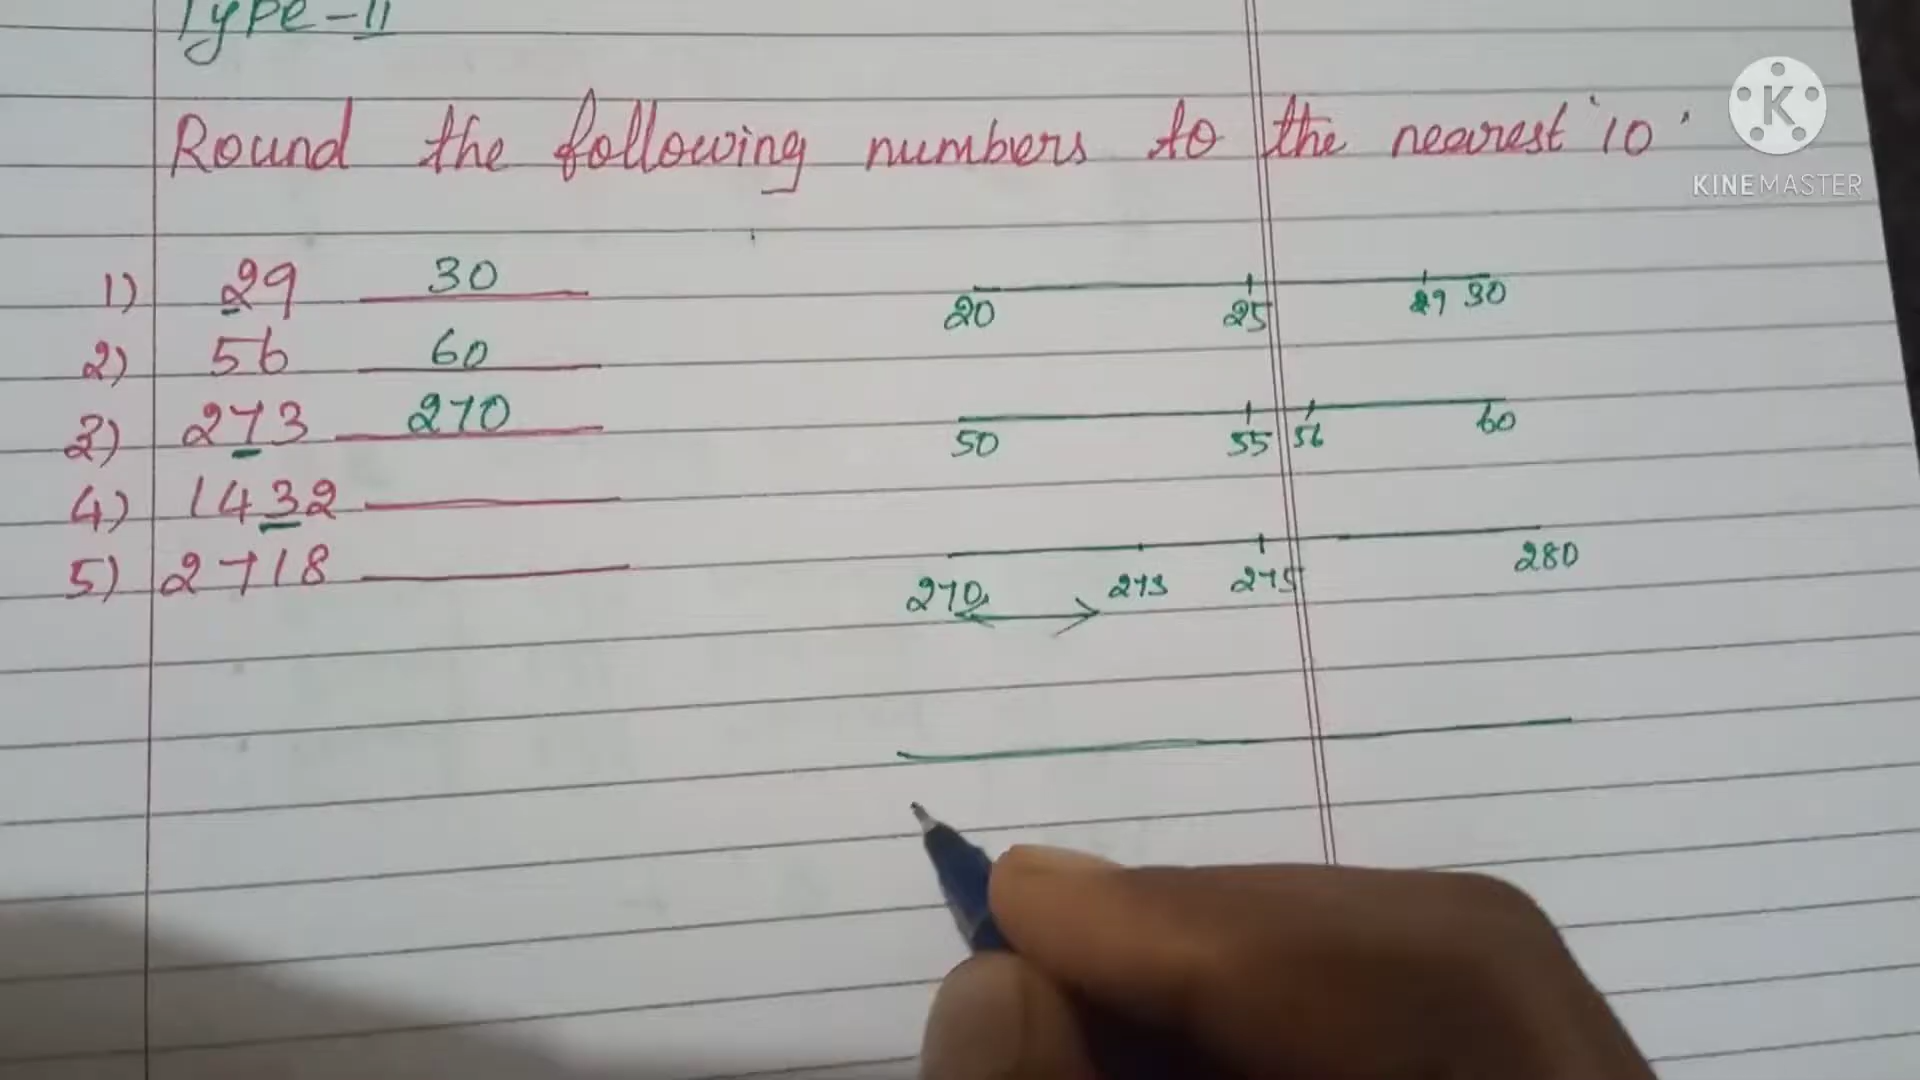 Type-II
Round the following numbers to the nearest '10'
KINEMASTER
1) 29 30
2) 56 60
3) 273 270
4) 1432
5) 2718
20 25 29 30
50 55 56 60
270 273 275 280